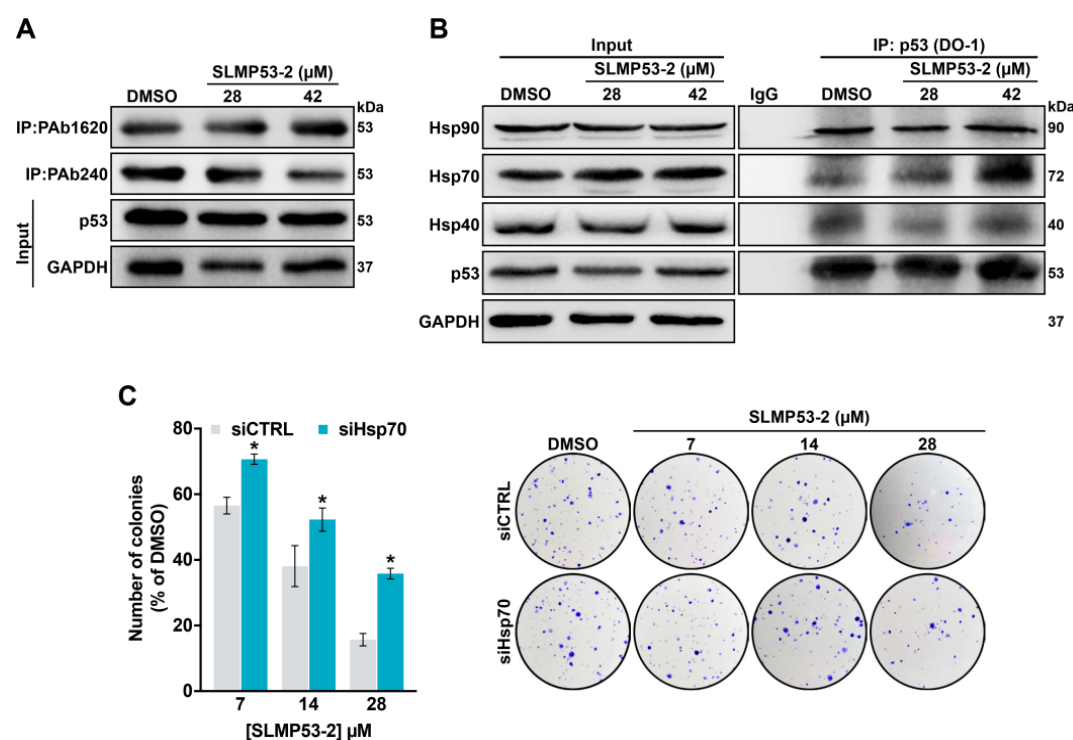 A
SLMP53-2 (µM)
DMSO 28 42 kDa
IP:PAb1620 53
IP:PAb240 53
Input
p53 53
GAPDH 37
B
Input IP: p53 (DO-1)
SLMP53-2 (µM) SLMP53-2 (µM)
DMSO 28 42 IgG DMSO 28 42 kDa
Hsp90 90
Hsp70 72
Hsp40 40
p53 53
GAPDH 37
C
siCTRL siHsp70
Number of colonies
(% of DMSO)
80
60
40
20
0
* * *
7 14 28
[SLMP53-2] µM
SLMP53-2 (µM)
DMSO 7 14 28
siCTRL
siHsp70